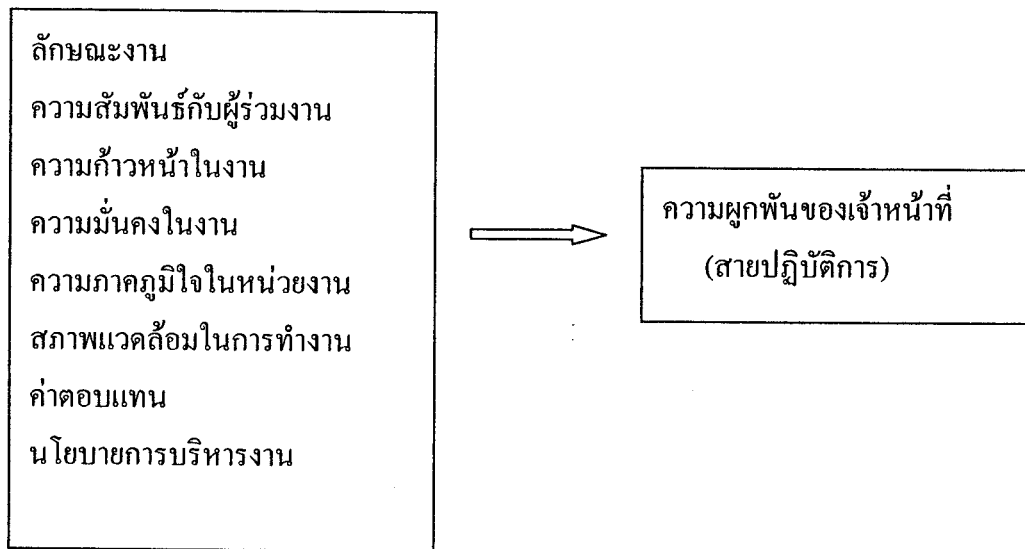 ลักษณะงาน
ความสัมพันธ์กับผู้ร่วมงาน
ความก้าวหน้าในงาน
ความมั่นคงในงาน
ความภาคภูมิใจในหน่วยงาน
สภาพแวดล้อมในการทำงาน
ค่าตอบแทน
นโยบายการบริหารงาน
ความผูกพันของเจ้าหน้าที่
(สายปฏิบัติการ)